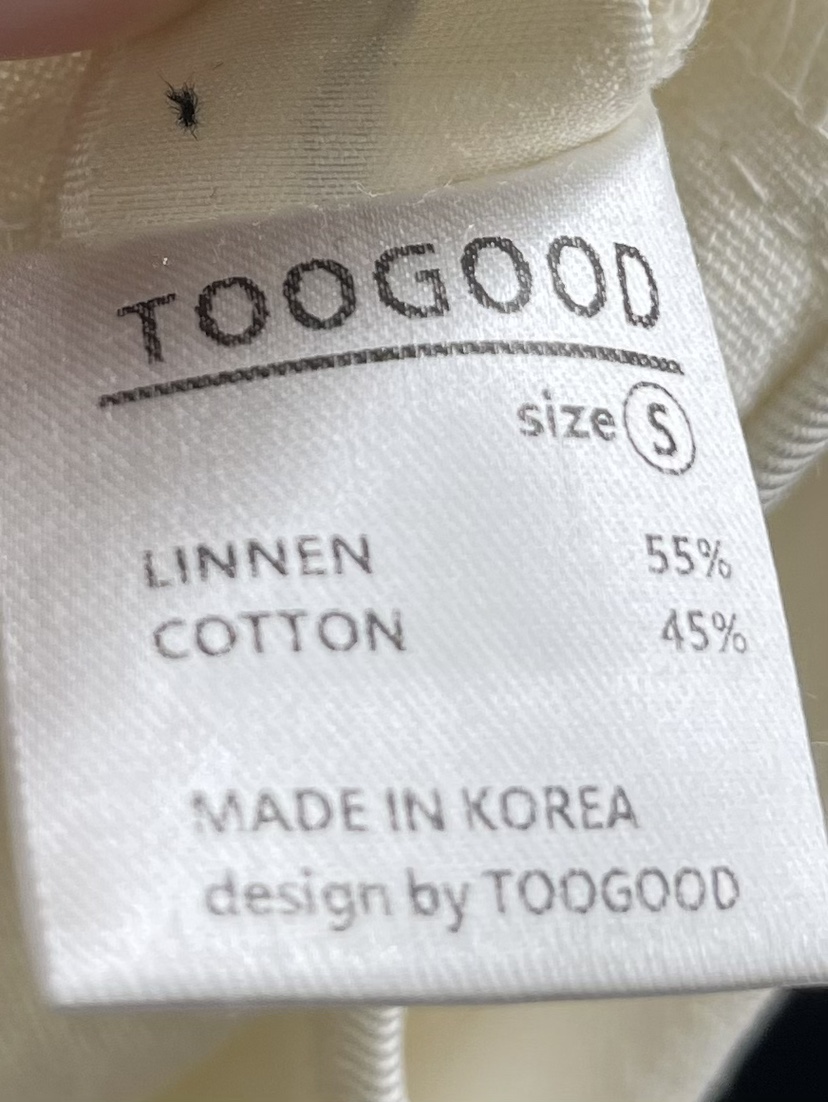 TOOGOOD
size S
LINNEN 55%
COTTON 45%
MADE IN KOREA
design by TOOGOOD